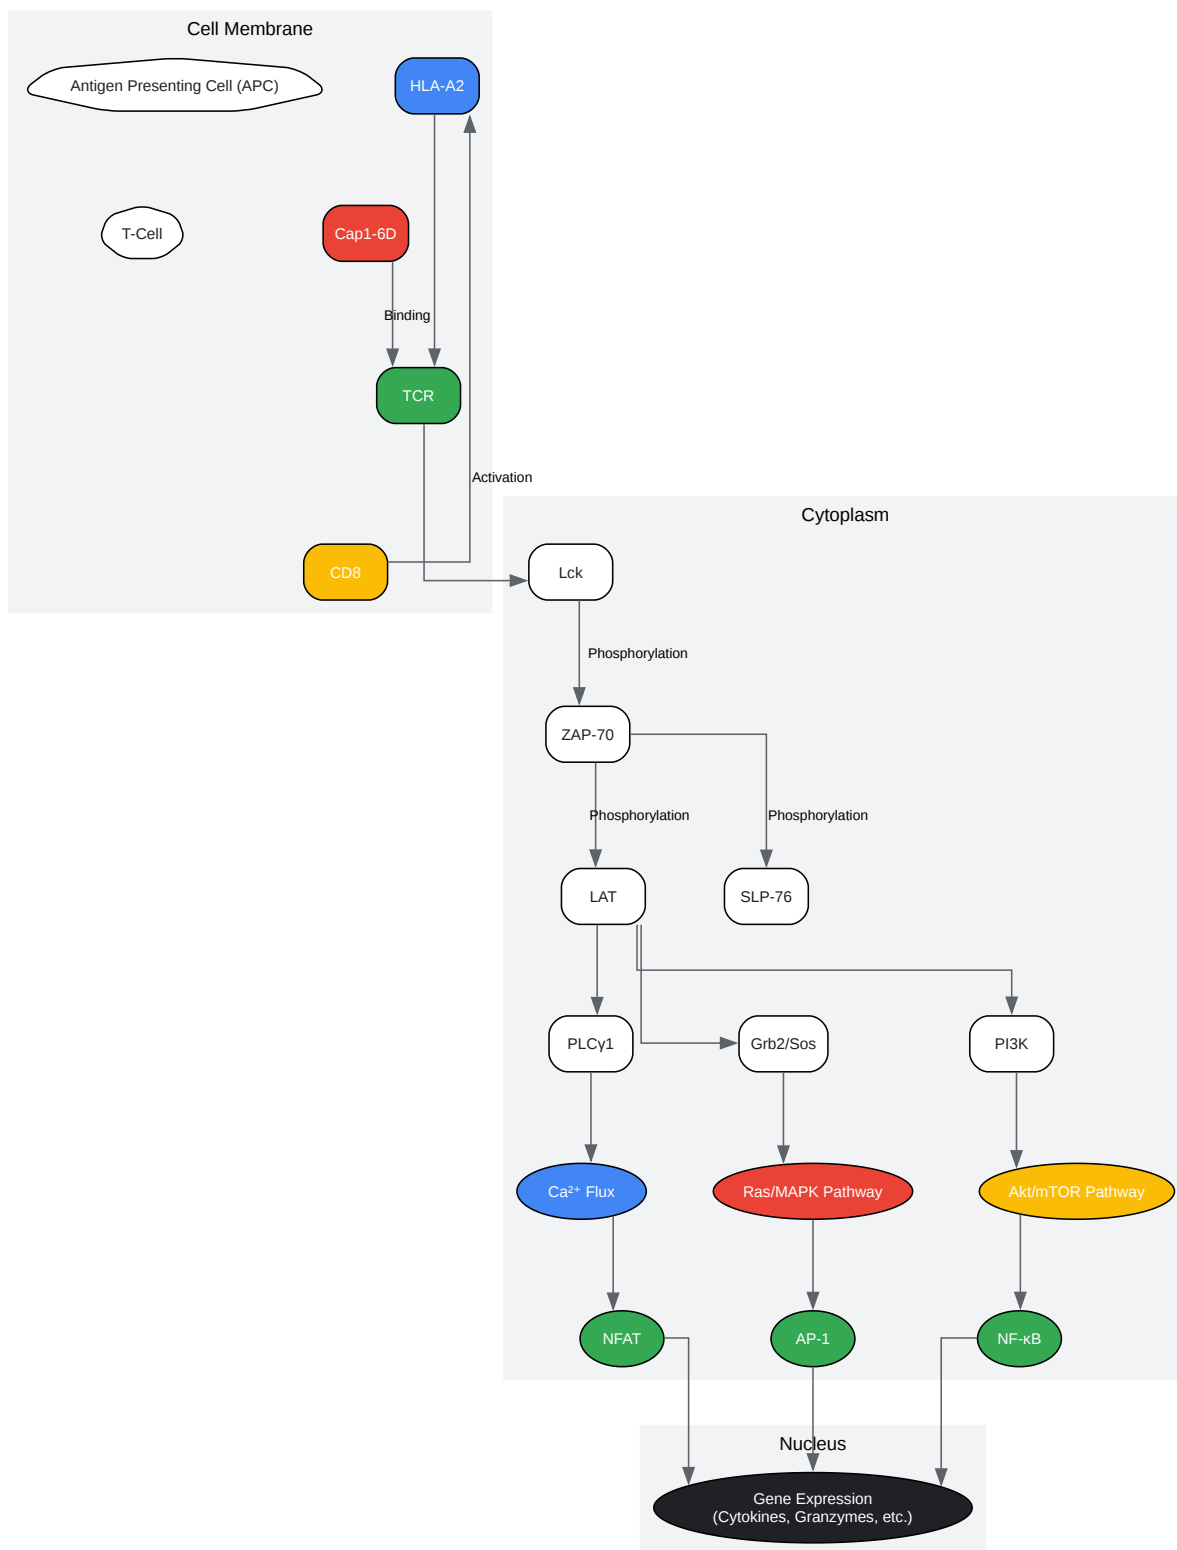 Cell Membrane
Antigen Presenting Cell (APC)
HLA-A2
T-Cell
Cap1-6D
Binding
TCR
Activation
CD8
Cytoplasm
Lck
Phosphorylation
ZAP-70
Phosphorylation
Phosphorylation
LAT
SLP-76
PLCγ1
Grb2/Sos
PI3K
Ca²⁺ Flux
Ras/MAPK Pathway
Akt/mTOR Pathway
NFAT
AP-1
NF-κB
Nucleus
Gene Expression
(Cytokines, Granzymes, etc.)